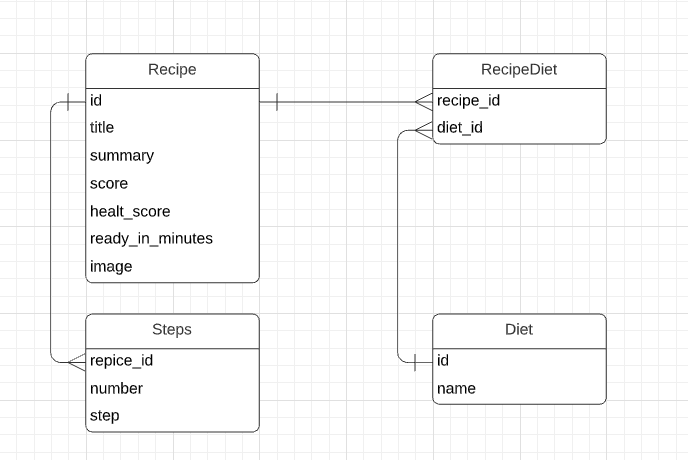 Recipe
id
title
summary
score
healt_score
ready_in_minutes
image
RecipeDiet
recipe_id
diet_id
Steps
repice_id
number
step
Diet
id
name